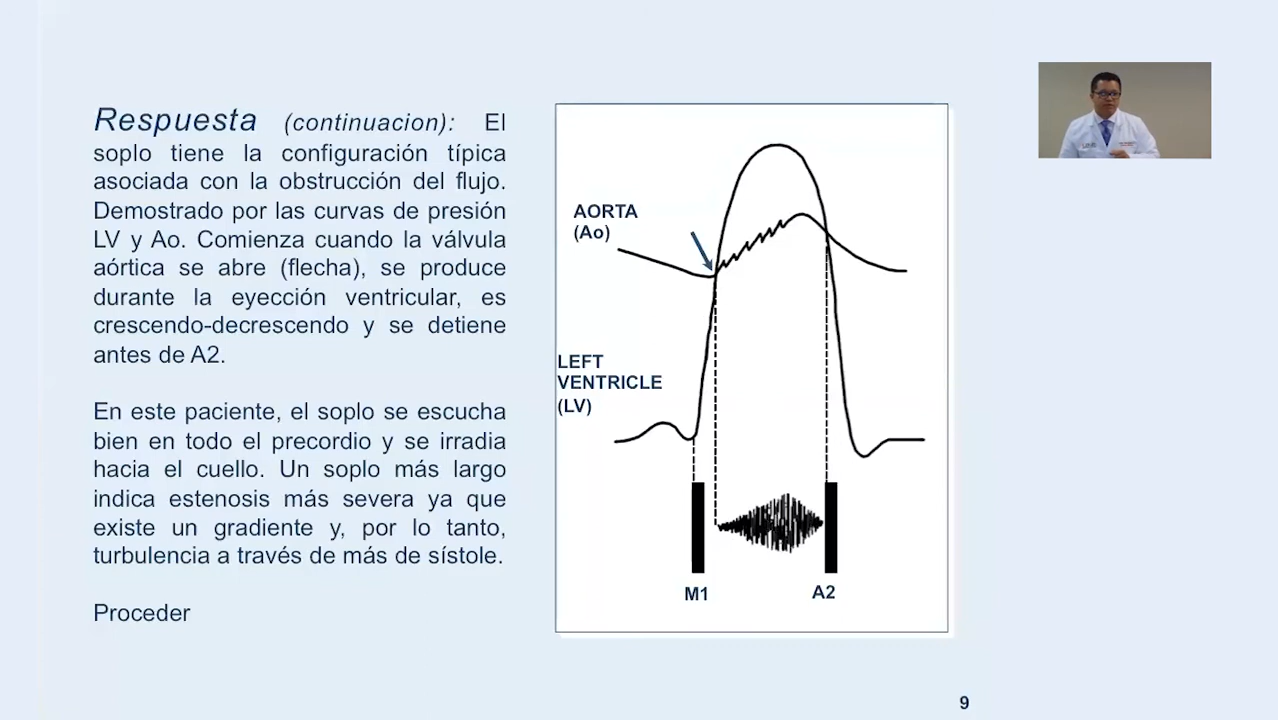 Respuesta (continuacion): El
soplo tiene la configuración típica
asociada con la obstrucción del flujo.
Demostrado por las curvas de presión
LV y Ao. Comienza cuando la válvula
aórtica se abre (flecha), se produce
durante la eyección ventricular, es
crescendo-decrescendo y se detiene
antes de A2.
En este paciente, el soplo se escucha
bien en todo el precordio y se irradia
hacia el cuello. Un soplo más largo
indica estenosis más severa ya que
existe un gradiente y, por lo tanto,
turbulencia a través de más de sístole.
Proceder
AORTA
(Ao)
LEFT
VENTRICLE
(LV)
M1
A2
9